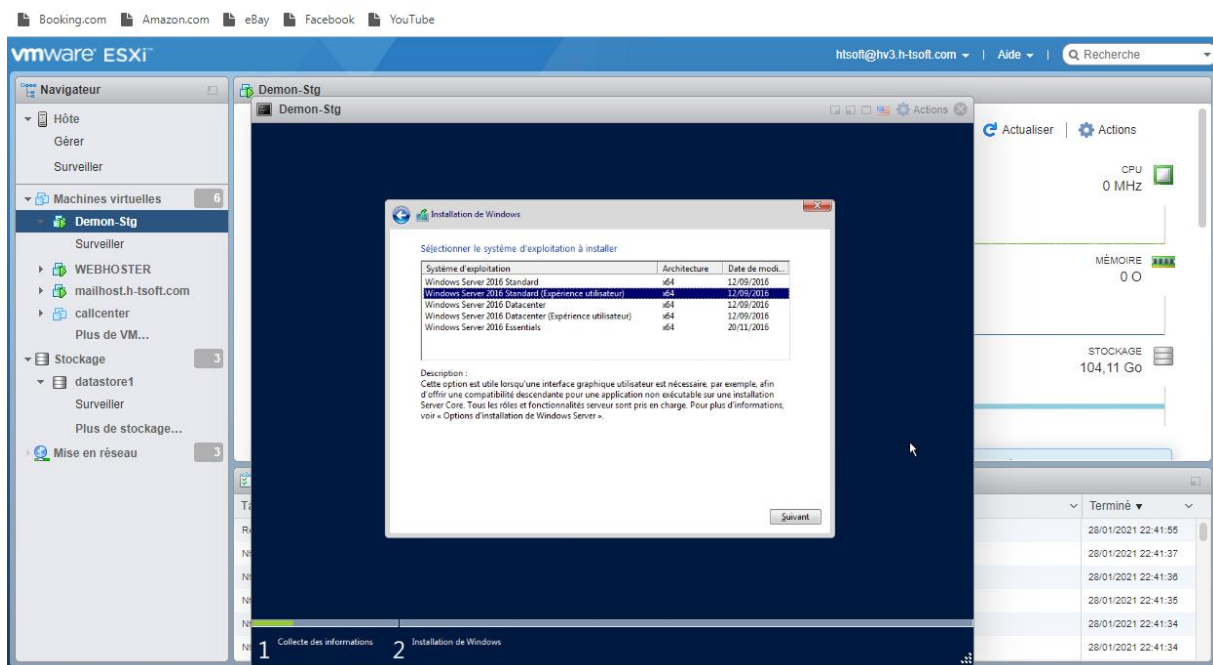 Booking.com Amazon.com eBay Facebook YouTube
vmware ESXi™
htsoft@hv3.h-tsoft.com | Aide | Recherche
Navigateur
Hôte
Gérer
Surveiller
Machines virtuelles 6
Demon-Stg
Surveiller
WEBHOSTER
mailhost.h-tsoft.com
callcenter
Plus de VM...
Stockage 3
datastore1
Surveiller
Plus de stockage...
Mise en réseau 3
Demon-Stg
Demon-Stg
Actions
Actualiser | Actions
CPU
0 MHz
MÉMOIRE
0 O
STOCKAGE
104,11 Go
Installation de Windows
Sélectionner le système d'exploitation à installer
Système d'exploitation Architecture Date de modi...
Windows Server 2016 Standard x64 12/09/2016
Windows Server 2016 Standard (Expérience utilisateur) x64 12/09/2016
Windows Server 2016 Datacenter x64 12/09/2016
Windows Server 2016 Datacenter (Expérience utilisateur) x64 12/09/2016
Windows Server 2016 Essentials x64 20/11/2016
Description :
Cette option est utile lorsqu'une interface graphique utilisateur est nécessaire, par exemple, afin
d'offrir une compatibilité descendante pour une application non exécutable sur une installation
Server Core. Tous les rôles et fonctionnalités serveur sont pris en charge. Pour plus d'informations,
voir « Options d'installation de Windows Server ».
Suivant
Terminé
28/01/2021 22:41:55
28/01/2021 22:41:37
28/01/2021 22:41:36
28/01/2021 22:41:35
28/01/2021 22:41:34
28/01/2021 22:41:34
1 Collecte des informations 2 Installation de Windows